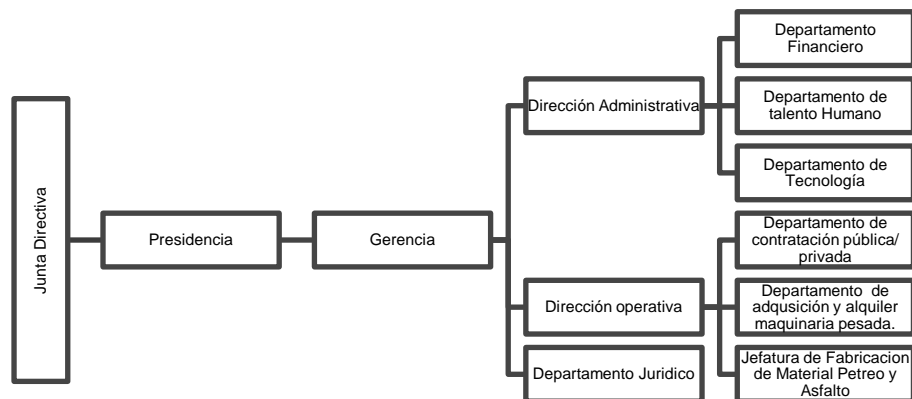 Junta Directiva
Presidencia
Gerencia
Dirección Administrativa
Departamento
Financiero
Departamento de
talento Humano
Departamento de
Tecnología
Dirección operativa
Departamento de
contratación pública/
privada
Departamento de
adqusición y alquiler
maquinaria pesada.
Jefatura de Fabricacion
de Material Petreo y
Asfalto
Departamento Juridico